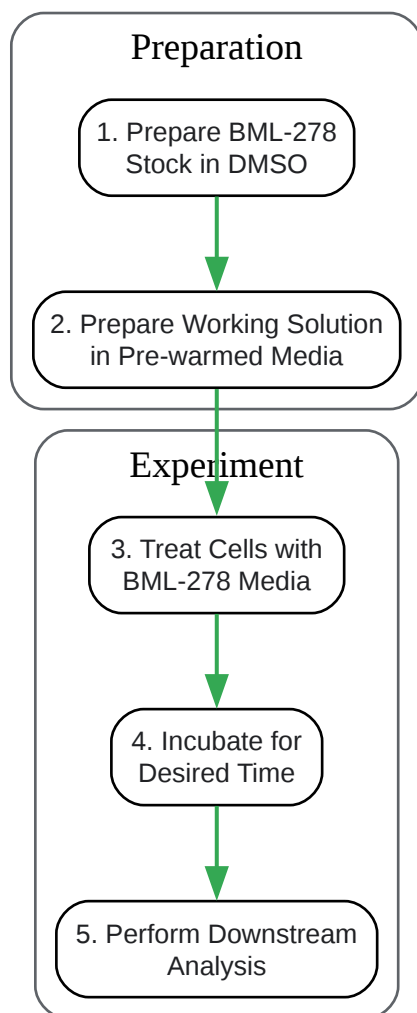 Preparation
1. Prepare BML-278
Stock in DMSO
2. Prepare Working Solution
in Pre-warmed Media
Experiment
3. Treat Cells with
BML-278 Media
4. Incubate for
Desired Time
5. Perform Downstream
Analysis